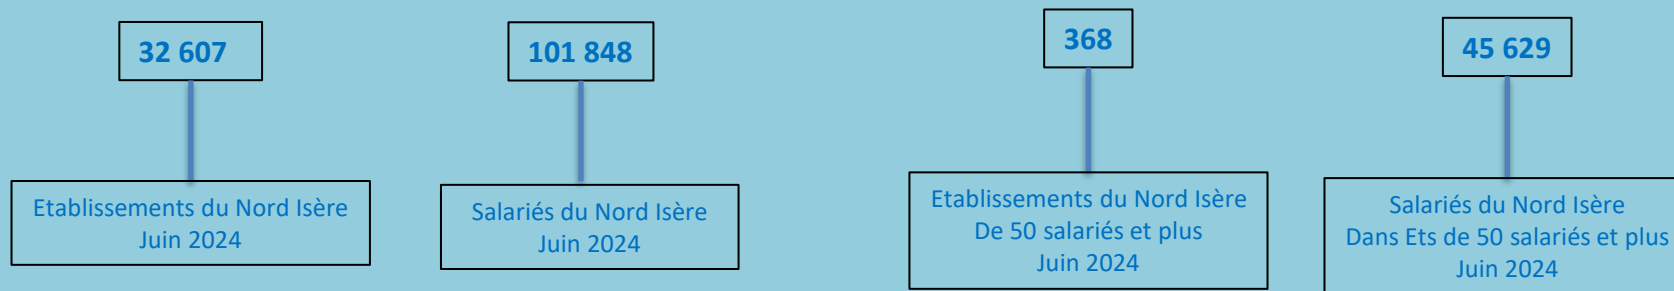 32 607
Etablissements du Nord Isère
Juin 2024
101 848
Salariés du Nord Isère
Juin 2024
368
Etablissements du Nord Isère
De 50 salariés et plus
Juin 2024
45 629
Salariés du Nord Isère
Dans Ets de 50 salariés et plus
Juin 2024